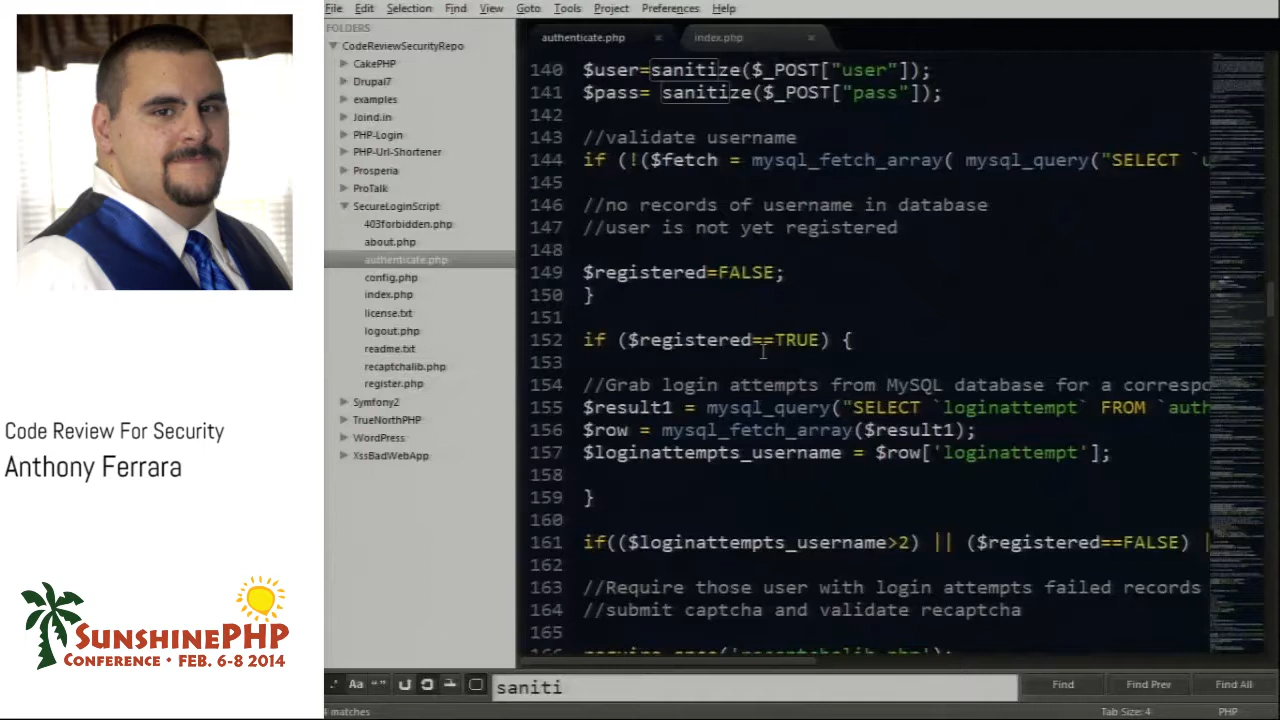 File Edit Selection Find View Goto Tools Project Preferences Help
FOLDERS
CodeReviewSecurityRepo
CakePHP
Drupal7
examples
Joind.in
PHP-Login
PHP-Url-Shortener
Prosperia
ProTalk
SecureLoginScript
403forbidden.php
about.php
authenticate.php
config.php
index.php
license.txt
logout.php
readme.txt
recaptchalib.php
register.php
Symfony2
TrueNorthPHP
WordPress
XssBadWebApp
authenticate.php × index.php ×
140 $user=sanitize($_POST["user"]);
141 $pass= sanitize($_POST["pass"]);
142
143 //validate username
144 if (!($fetch = mysql_fetch_array( mysql_query("SELECT `u
145
146 //no records of username in database
147 //user is not yet registered
148
149 $registered=FALSE;
150 }
151
152 if ($registered==TRUE) {
153
154 //Grab login attempts from MySQL database for a correspo
155 $result1 = mysql_query("SELECT `loginattempt` FROM `auth
156 $row = mysql_fetch_array($result1);
157 $loginattempts_username = $row['loginattempt'];
158
159 }
160
161 if(($loginattempts_username>2) || ($registered==FALSE) |
162
163 //Require those user with login attempts failed records
164 //submit captcha and validate recaptcha
165
.* Aa “” saniti Find Find Prev Find All
4 matches Tab Size: 4 PHP
Code Review For Security
Anthony Ferrara
SUNSHINEPHP
CONFERENCE • FEB. 6-8 2014